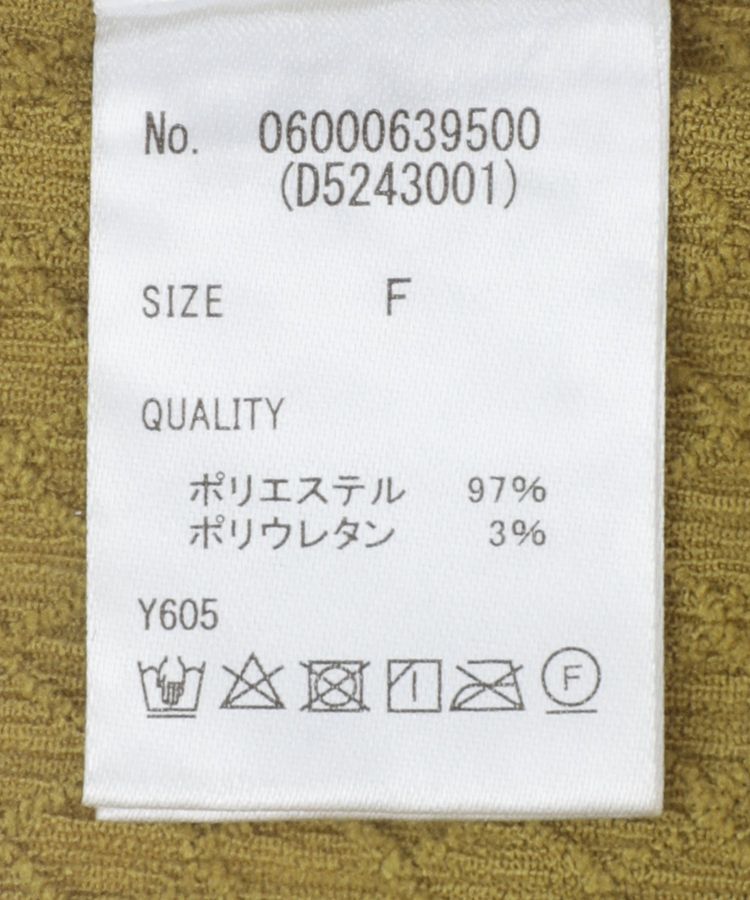 No. 06000639500
(D5243001)
SIZE F
QUALITY
ポリエステル 97%
ポリウレタン 3%
Y605
F